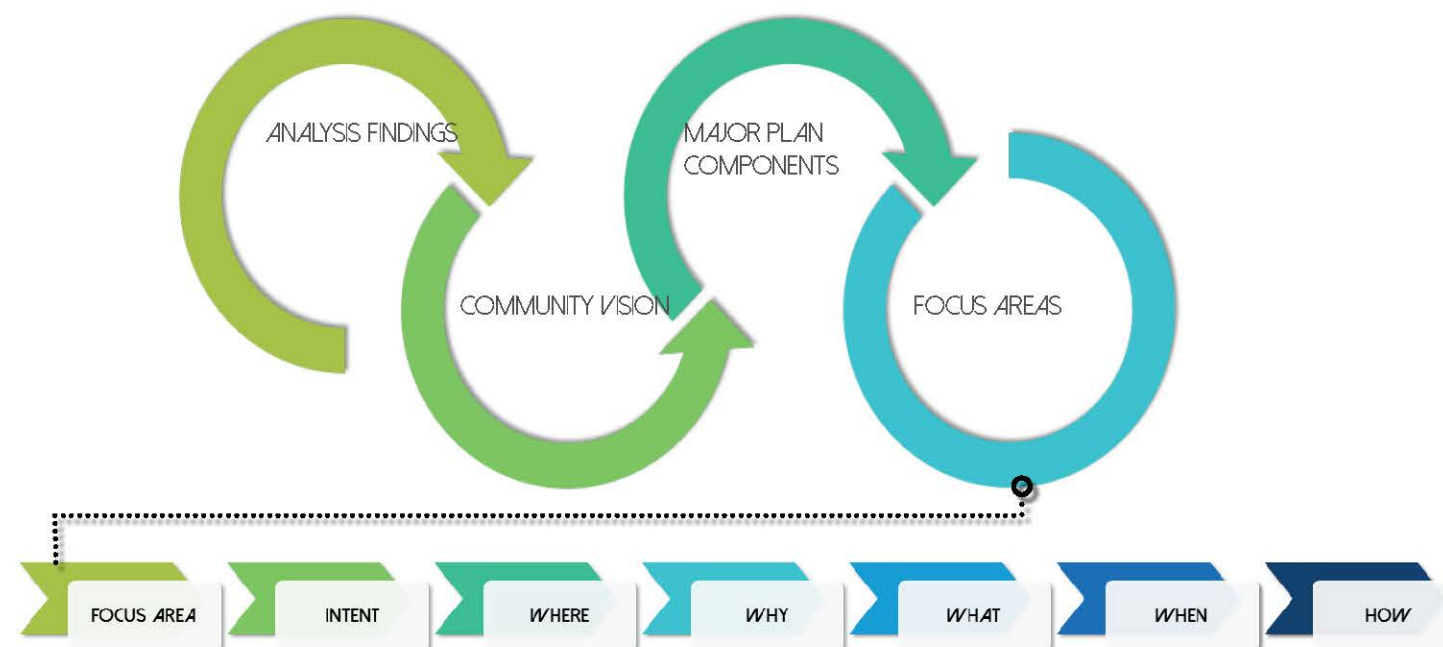 ANALYSIS FINDINGS
MAJOR PLAN
COMPONENTS
COMMUNITY VISION
FOCUS AREAS
FOCUS AREA
INTENT
WHERE
WHY
WHAT
WHEN
HOW